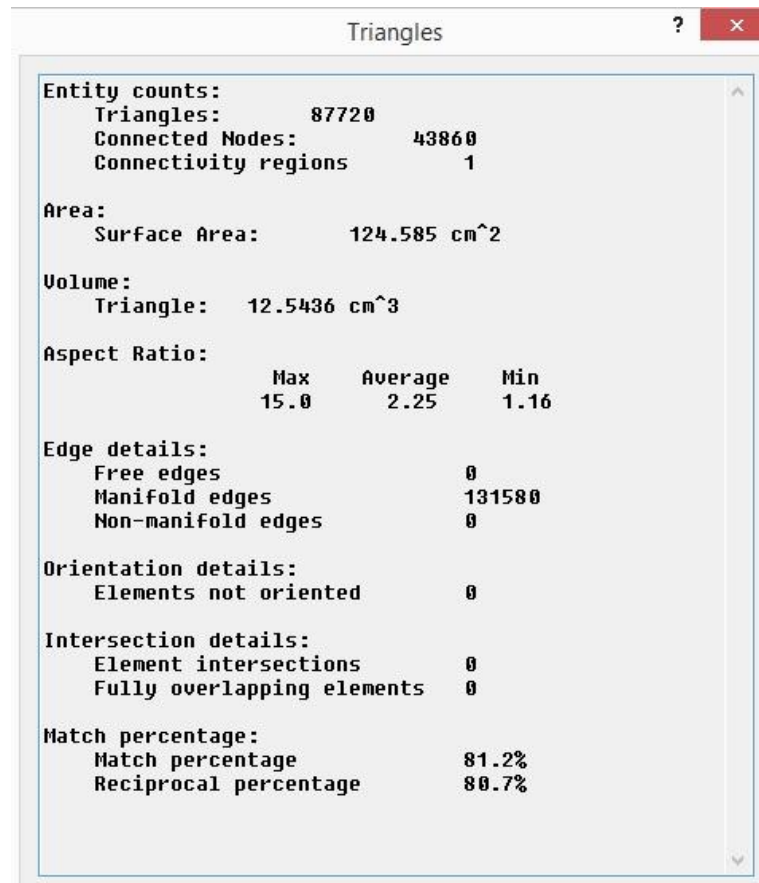 Triangles
?
×
Entity counts:
Triangles: 87720
Connected Nodes: 43860
Connectivity regions 1
Area:
Surface Area: 124.585 cm^2
Volume:
Triangle: 12.5436 cm^3
Aspect Ratio:
Max Average Min
15.0 2.25 1.16
Edge details:
Free edges 0
Manifold edges 131580
Non-manifold edges 0
Orientation details:
Elements not oriented 0
Intersection details:
Element intersections 0
Fully overlapping elements 0
Match percentage:
Match percentage 81.2%
Reciprocal percentage 80.7%